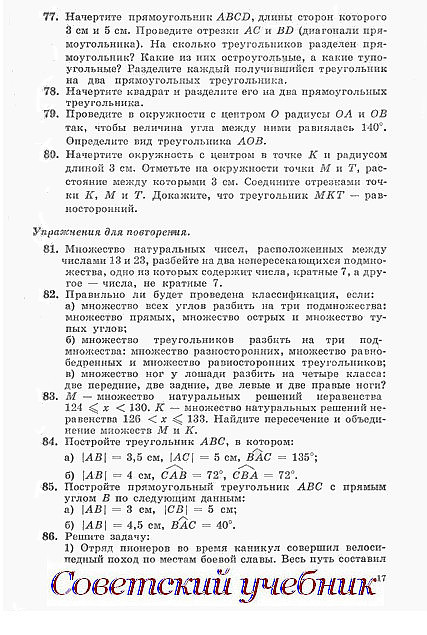 77. Начертите прямоугольник ABCD, длины сторон которого
3 см и 5 см. Проведите отрезки AC и BD (диагонали пря-
моугольника). На сколько треугольников разделен пря-
моугольник? Какие из них остроугольные, а какие тупо-
угольные? Разделите каждый получившийся треугольник
на два прямоугольных треугольника.
78. Начертите квадрат и разделите его на два прямоугольных
треугольника.
79. Проведите в окружности с центром O радиусы OA и OB
так, чтобы величина угла между ними равнялась 140°.
Определите вид треугольника AOB.
80. Начертите окружность с центром в точке K и радиусом
длиной 3 см. Отметьте на окружности точки M и T, рас-
стояние между которыми 3 см. Соедините отрезками точ-
ки K, M и T. Докажите, что треугольник MKT — рав-
носторонний.
Упражнения для повторения.
81. Множество натуральных чисел, расположенных между
числами 13 и 23, разбейте на два непересекающихся подмно-
жества, одно из которых содержит числа, кратные 7, а дру-
гое — числа, не кратные 7.
82. Правильно ли будет проведена классификация, если:
а) множество всех углов разбить на три подмножества:
множество прямых, множество острых и множество ту-
пых углов;
б) множество треугольников разбить на три под-
множества: множество разносторонних, множество равно-
бедренных и множество равносторонних треугольников;
в) множество ног у лошади разбить на четыре класса:
две передние, две задние, две левые и две правые ноги?
83. M — множество натуральных решений неравенства
124 ⩽ x < 130. K — множество натуральных решений не-
равенства 126 < x ⩽ 133. Найдите пересечение и объеди-
нение множеств M и K.
84. Постройте треугольник ABC, в котором:
а) |AB| = 3,5 см, |AC| = 5 см, B͡AC = 135°;
б) |AB| = 4 см, C͡AB = 72°, C͡BA = 72°.
85. Постройте прямоугольный треугольник ABC с прямым
углом B по следующим данным:
а) |AB| = 3 см, |CB| = 5 см;
б) |AB| = 4,5 см, B͡AC = 40°.
86. Решите задачу:
1) Отряд пионеров во время каникул совершил велоси-
педный поход по местам боевой славы. Весь путь составил
17
Советский учебник